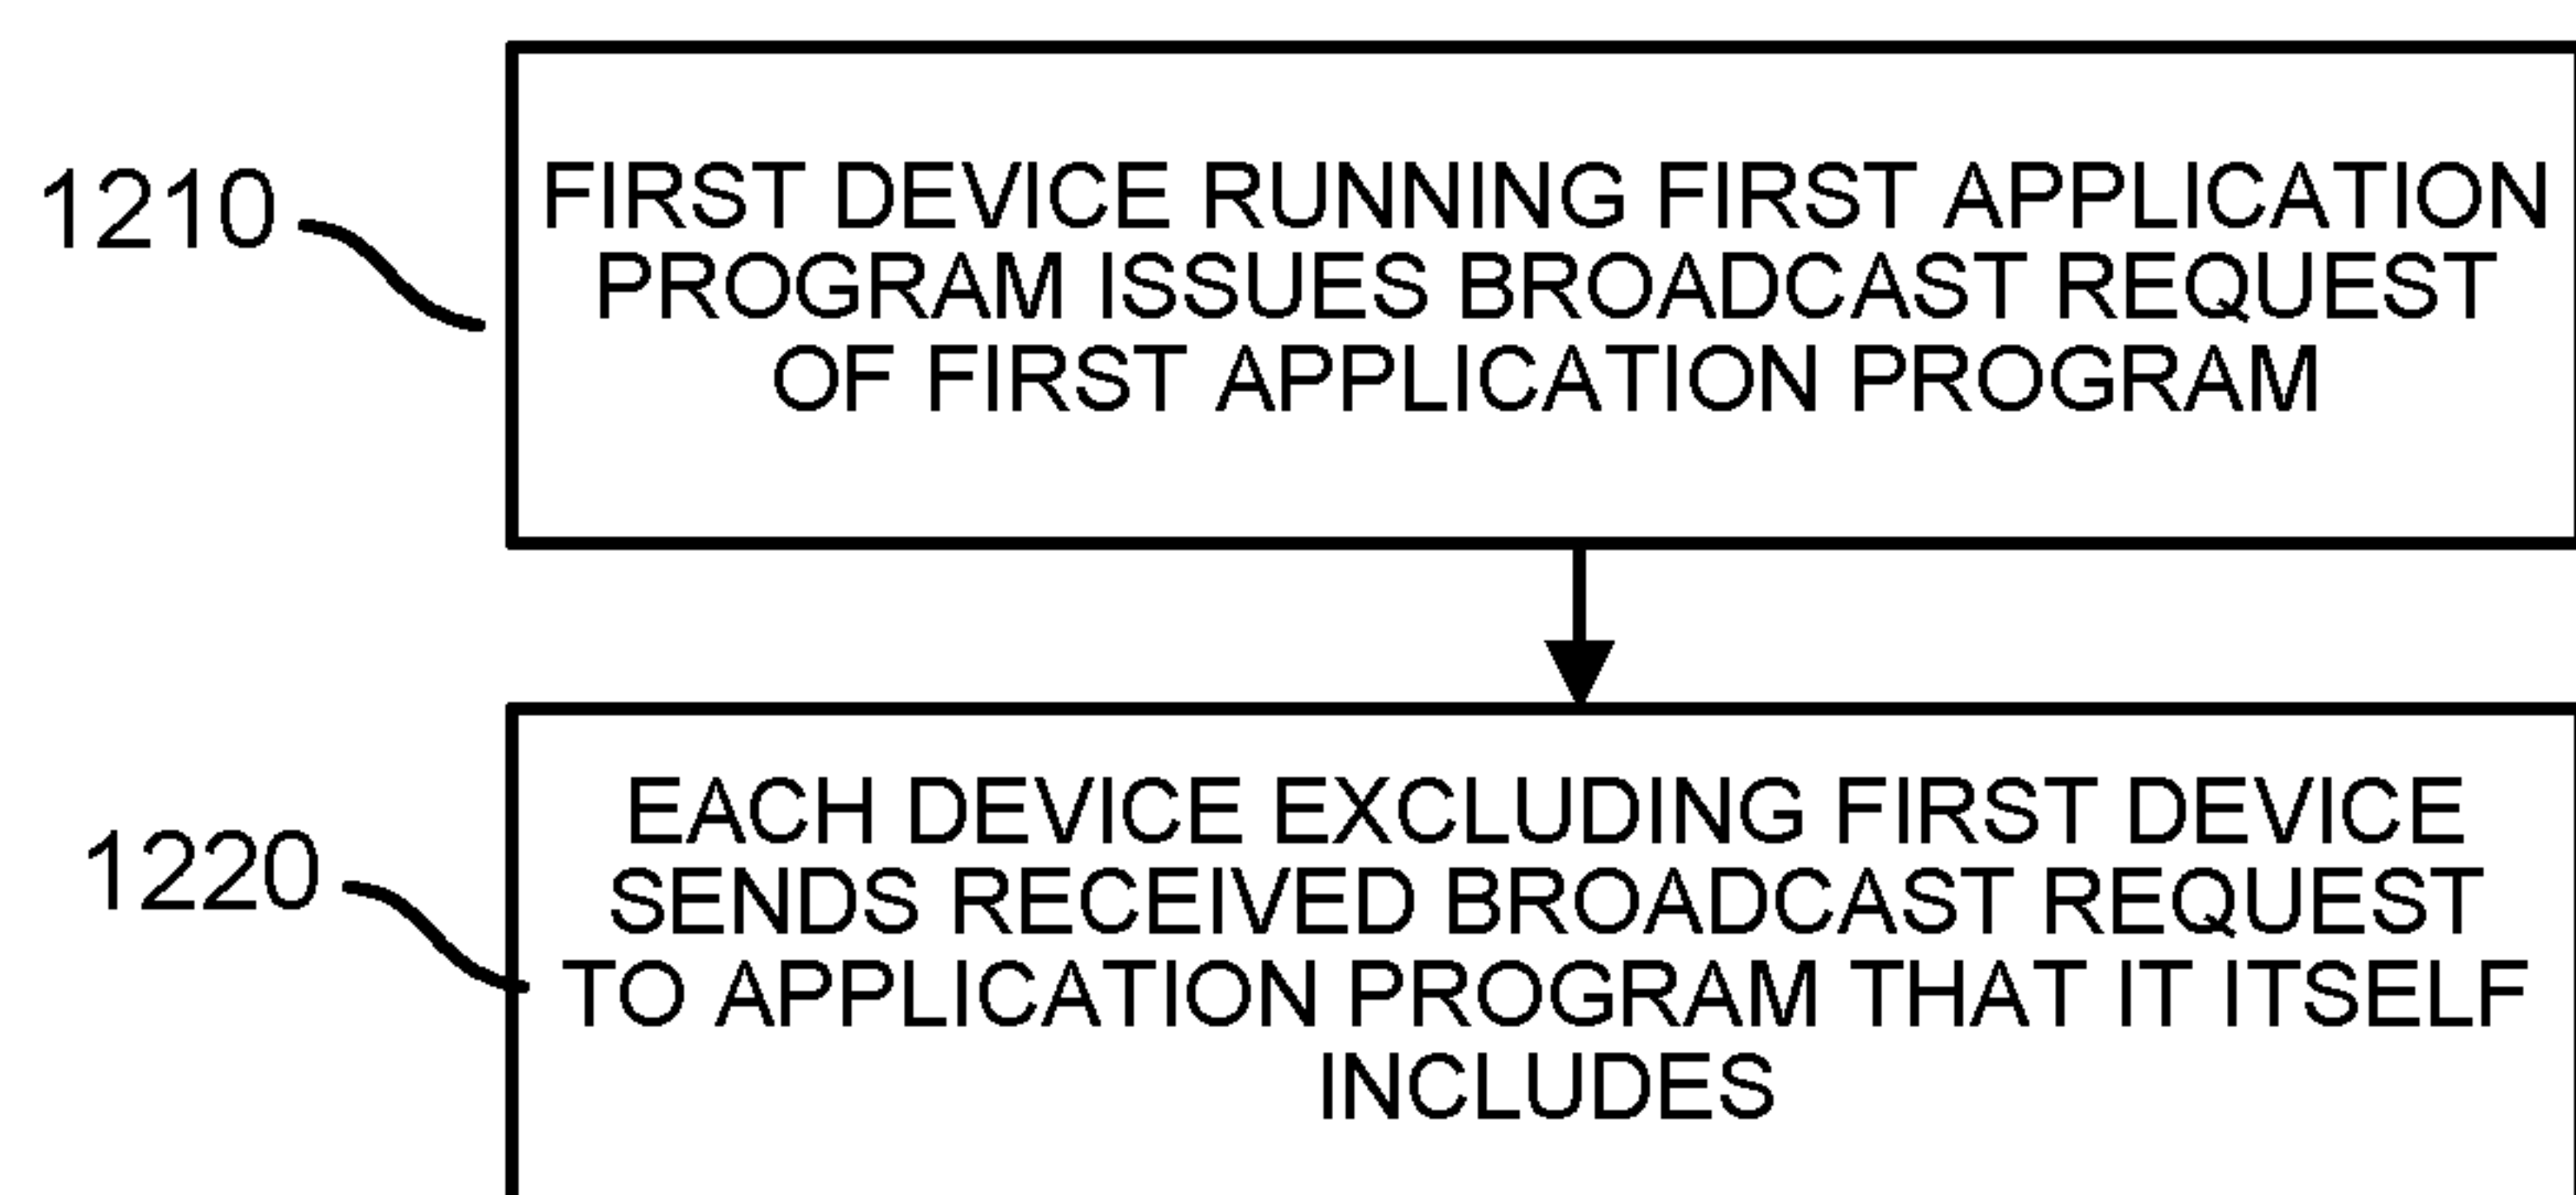 1210
FIRST DEVICE RUNNING FIRST APPLICATION
PROGRAM ISSUES BROADCAST REQUEST
OF FIRST APPLICATION PROGRAM
1220
EACH DEVICE EXCLUDING FIRST DEVICE
SENDS RECEIVED BROADCAST REQUEST
TO APPLICATION PROGRAM THAT IT ITSELF
INCLUDES